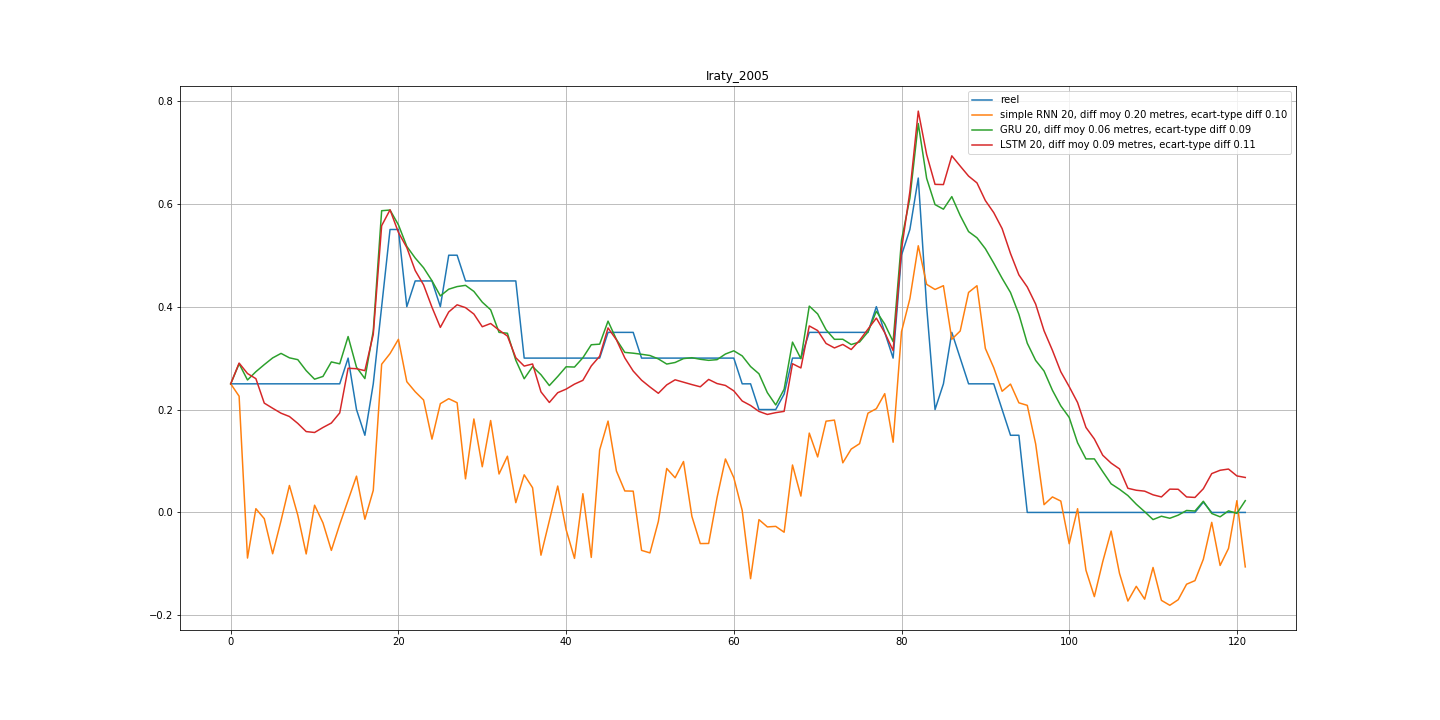 Iraty_2005
reel
simple RNN 20, diff moy 0.20 metres, ecart-type diff 0.10
GRU 20, diff moy 0.06 metres, ecart-type diff 0.09
LSTM 20, diff moy 0.09 metres, ecart-type diff 0.11
0.8
0.6
0.4
0.2
0.0
−0.2
0 20 40 60 80 100 120